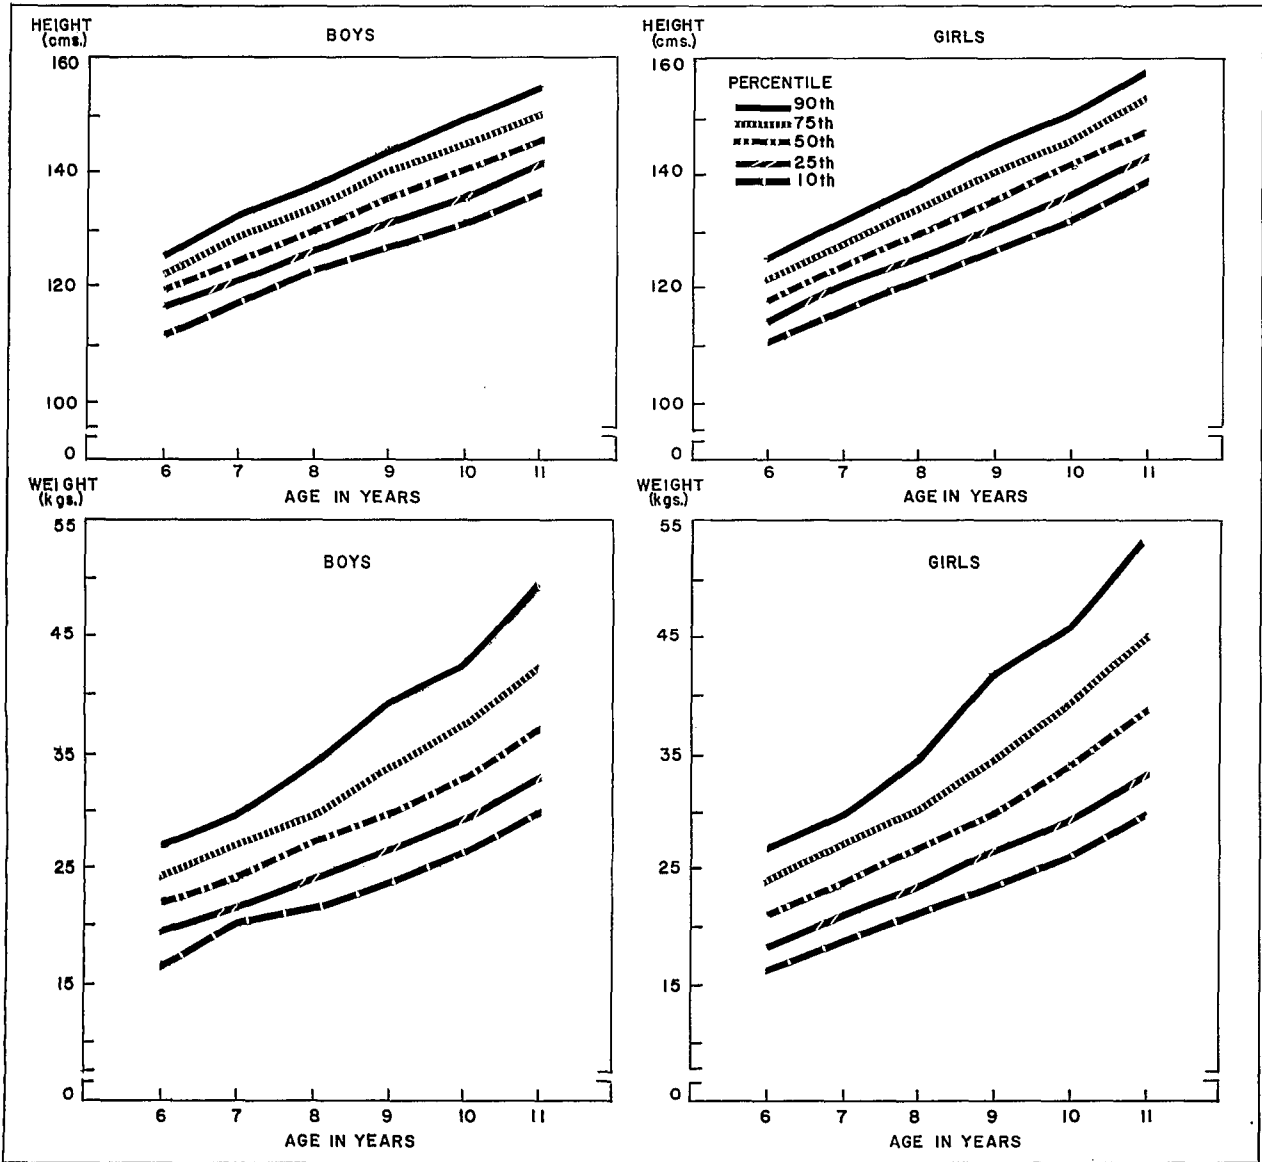 HEIGHT
(cms.)
BOYS
160
140
120
100
0
6 7 8 9 10 11
AGE IN YEARS
HEIGHT
(cms.)
GIRLS
160
PERCENTILE
90th
75th
50th
25th
10th
140
120
100
0
6 7 8 9 10 11
AGE IN YEARS
WEIGHT
(kgs.)
55
BOYS
45
35
25
15
0
6 7 8 9 10 11
AGE IN YEARS
WEIGHT
(kgs.)
55
GIRLS
45
35
25
15
0
6 7 8 9 10 11
AGE IN YEARS